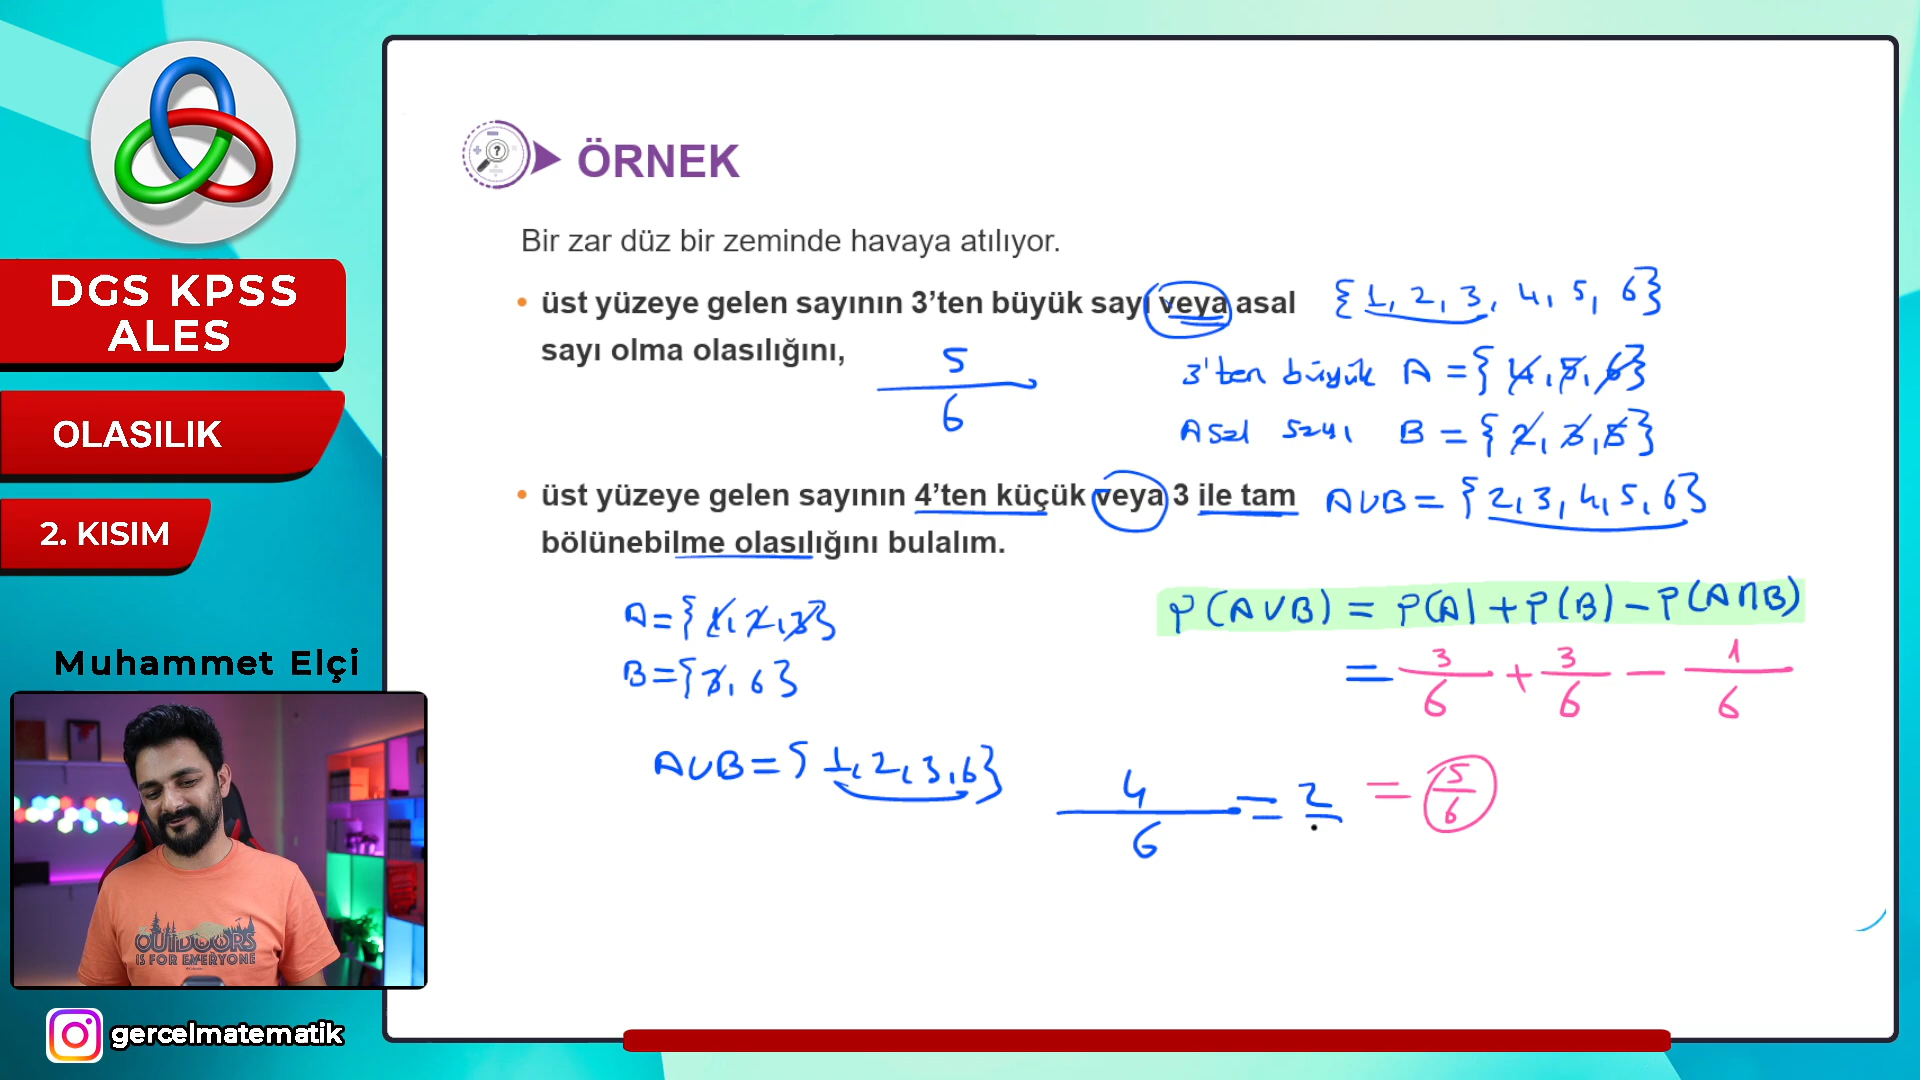 DGS KPSS
ALES
OLASILIK
2. KISIM
Muhammet Elçi
OUTDOORS
IS FOR EVERYONE
gercelmatematik
ÖRNEK
Bir zar düz bir zeminde havaya atılıyor.
• üst yüzeye gelen sayının 3’ten büyük sayı veya asal
sayı olma olasılığını,
5
6
{1, 2, 3, 4, 5, 6}
3'ten büyük A = {4, 5, 6}
Asal sayı B = {2, 3, 5}
A∪B = {2, 3, 4, 5, 6}
• üst yüzeye gelen sayının 4’ten küçük veya 3 ile tam
bölünebilme olasılığını bulalım.
A = {1, 2, 3}
B = {3, 6}
A∪B = {1, 2, 3, 6}
4/6 = 2
P(A∪B) = P(A) + P(B) − P(A∩B)
= 3/6 + 3/6 − 1/6
= 5/6